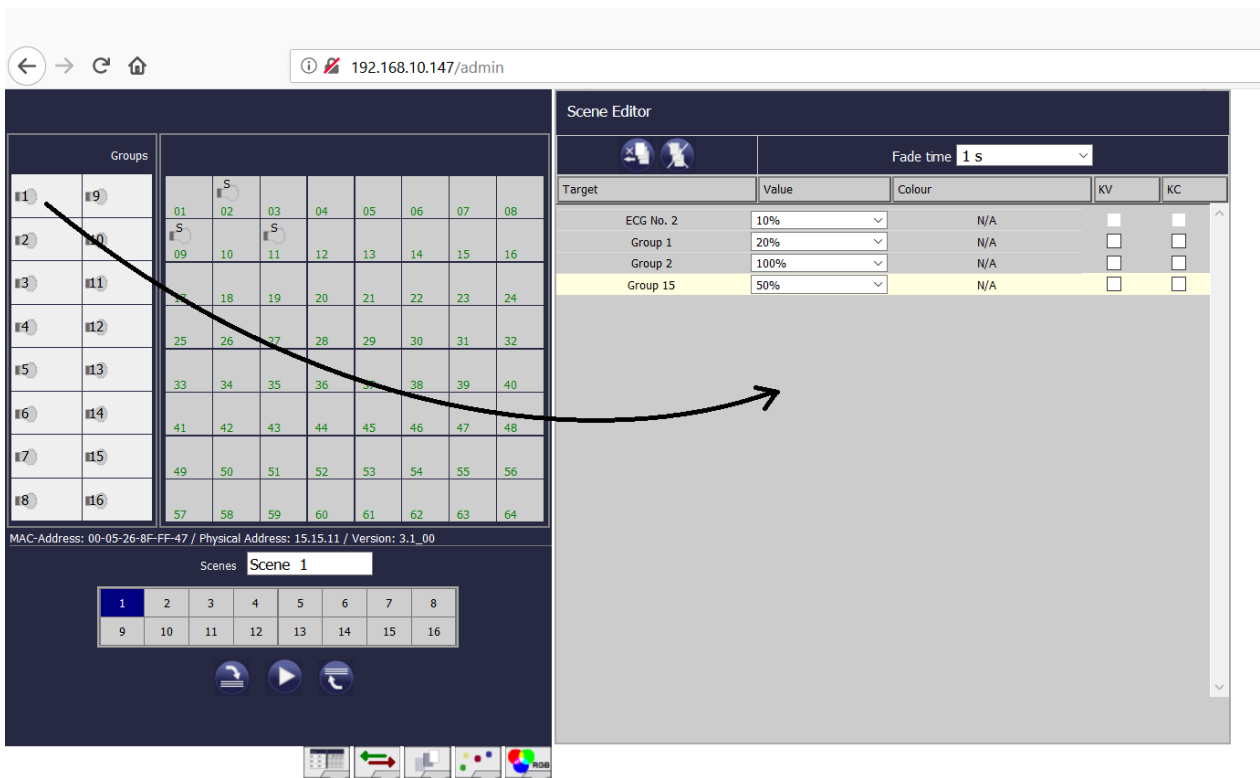 192.168.10.147/admin
Scene Editor
Groups
Fade time 1 s
Target Value Colour KV KC
1 9
2 10
3 11
4 12
5 13
6 14
7 15
8 16
S
01 02 03 04 05 06 07 08
S S
09 10 11 12 13 14 15 16
17 18 19 20 21 22 23 24
25 26 27 28 29 30 31 32
33 34 35 36 37 38 39 40
41 42 43 44 45 46 47 48
49 50 51 52 53 54 55 56
57 58 59 60 61 62 63 64
ECG No. 2 10% N/A
Group 1 20% N/A
Group 2 100% N/A
Group 15 50% N/A
MAC-Address: 00-05-26-8F-FF-47 / Physical Address: 15.15.11 / Version: 3.1_00
Scenes Scene 1
1 2 3 4 5 6 7 8
9 10 11 12 13 14 15 16
RGB